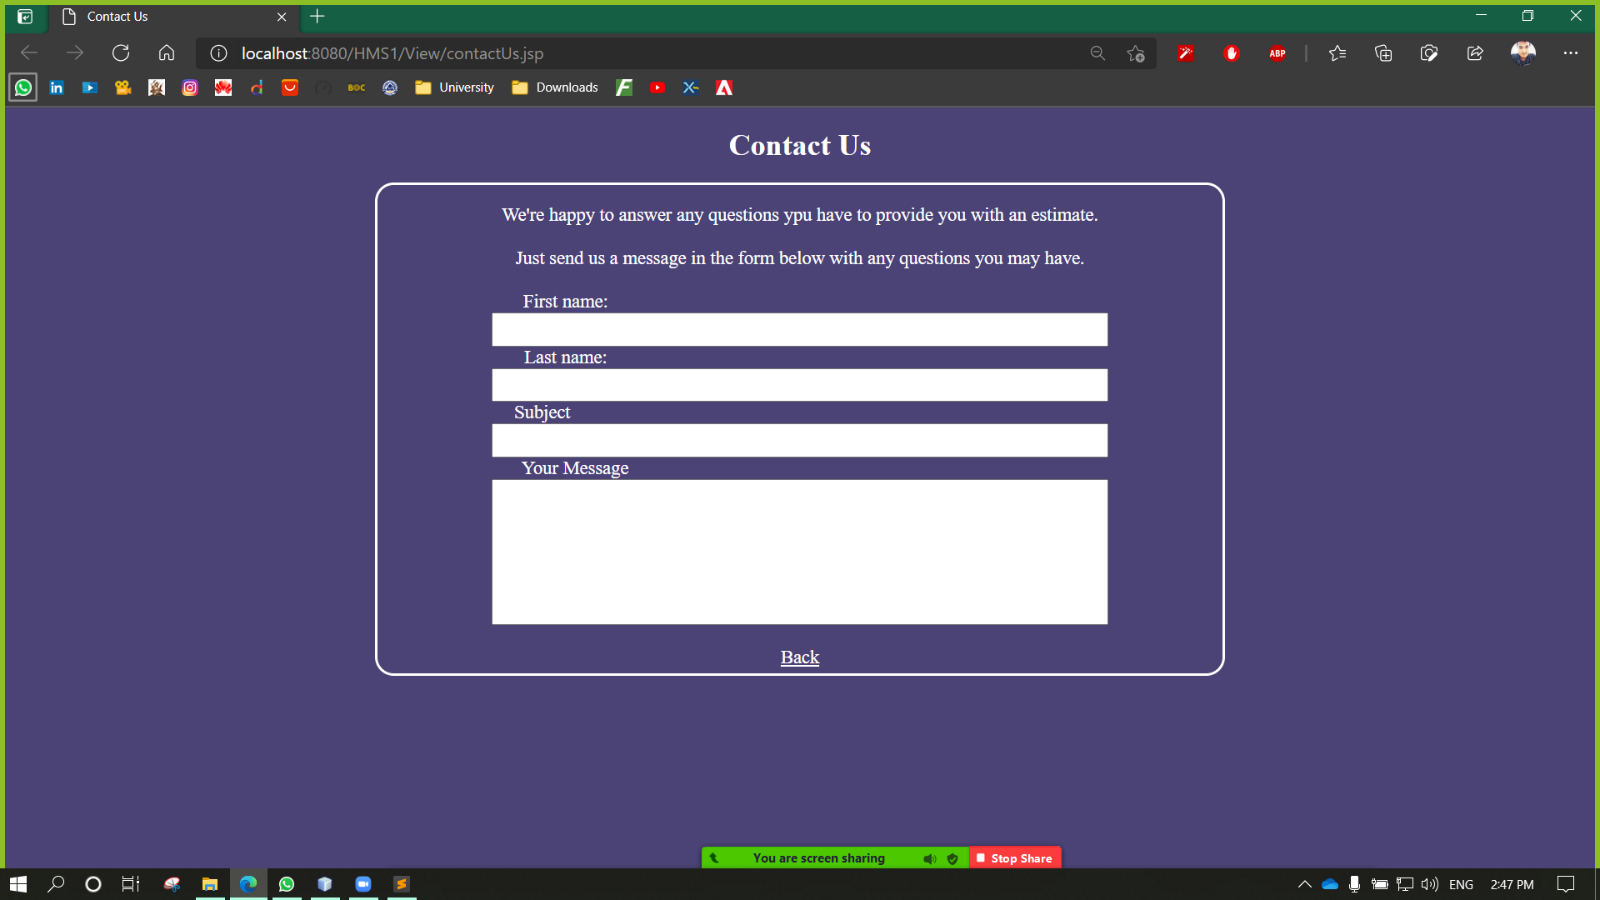 Contact Us
localhost:8080/HMS1/View/contactUs.jsp
ABP
BOC
University
Downloads
Contact Us
We're happy to answer any questions ypu have to provide you with an estimate.
Just send us a message in the form below with any questions you may have.
First name:
Last name:
Subject
Your Message
Back
You are screen sharing
Stop Share
ENG
2:47 PM